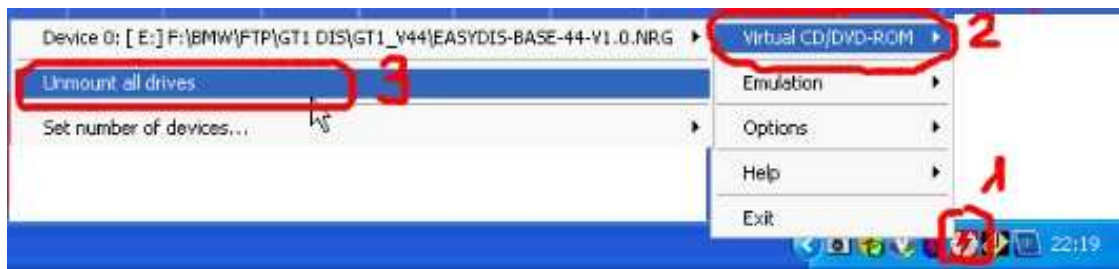 Device 0: [ E:] F:\BMW\FTP\GT1 DIS\GT1_V44\EASYDIS-BASE-44-V1.0.NRG
Unmount all drives
Set number of devices...
Virtual CD/DVD-ROM
Emulation
Options
Help
Exit
2
3
1
22:19